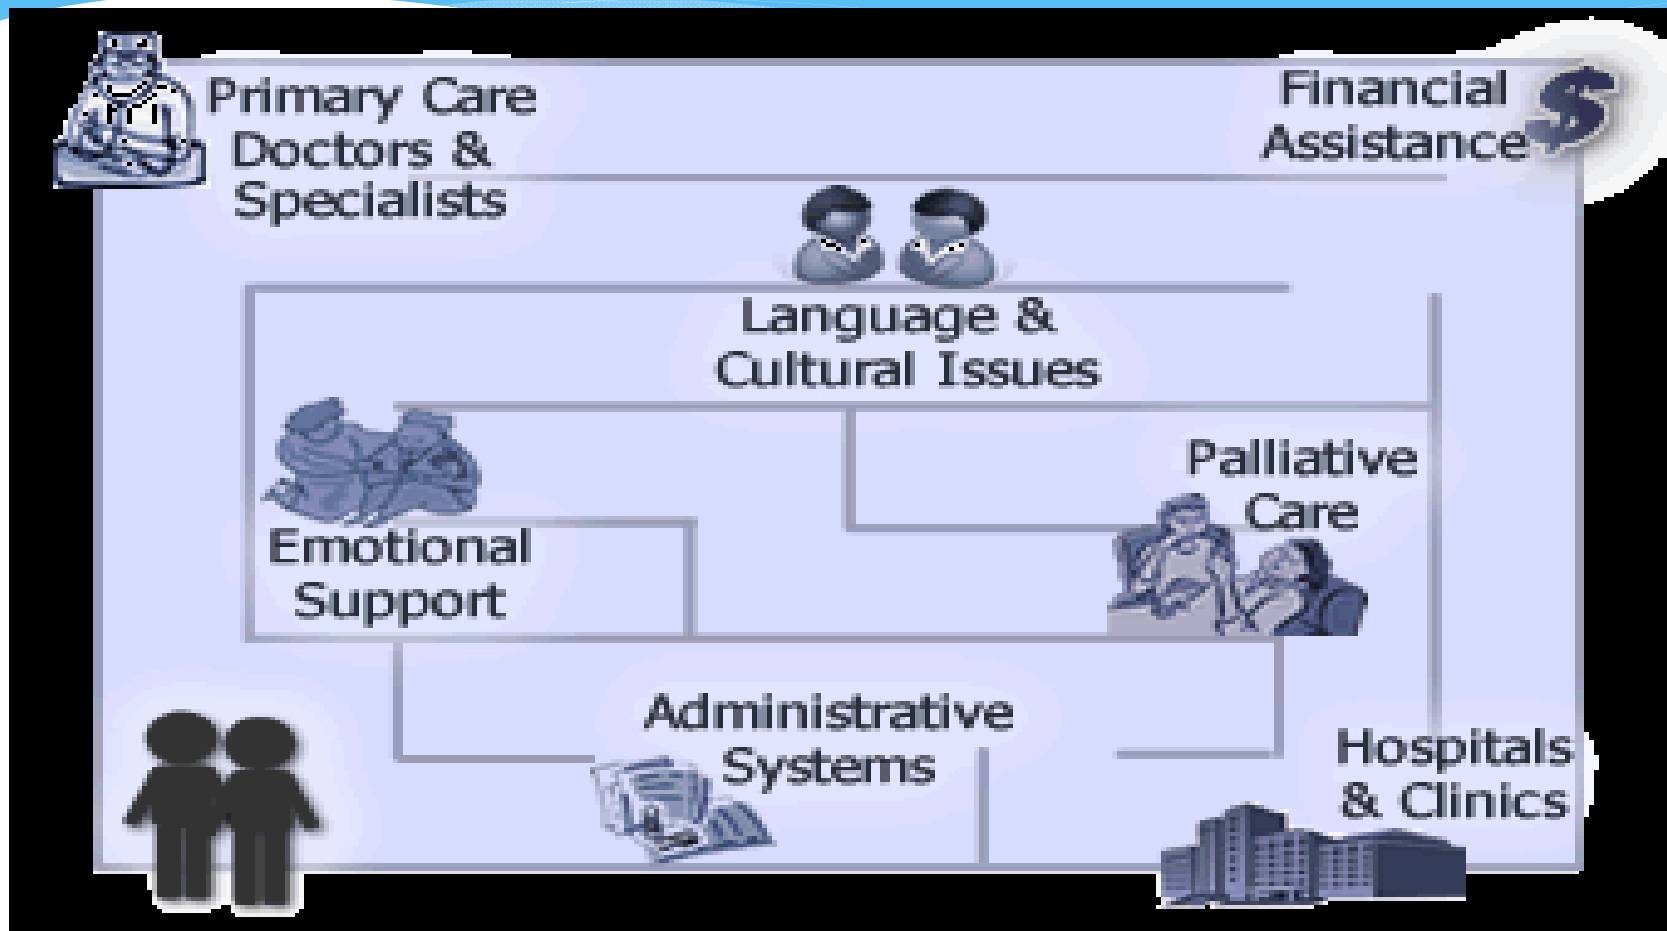 Primary Care
Doctors &
Specialists
Financial
Assistance
$
Language &
Cultural Issues
Palliative
Care
Emotional
Support
Administrative
Systems
Hospitals
& Clinics